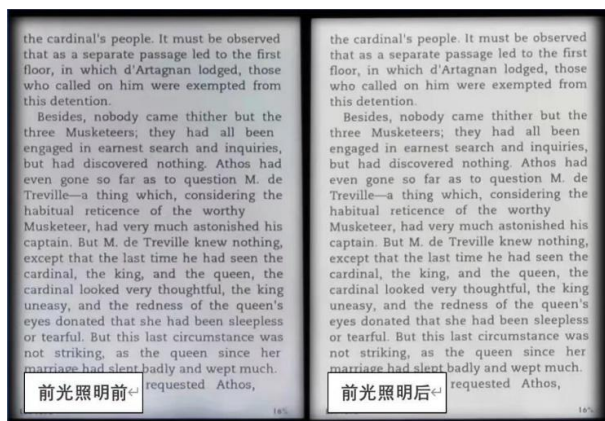 the cardinal's people. It must be observed
that as a separate passage led to the first
floor, in which d'Artagnan lodged, those
who called on him were exempted from
this detention.
Besides, nobody came thither but the
three Musketeers; they had all been
engaged in earnest search and inquiries,
but had discovered nothing. Athos had
even gone so far as to question M. de
Treville—a thing which, considering the
habitual reticence of the worthy
Musketeer, had very much astonished his
captain. But M. de Treville knew nothing,
except that the last time he had seen the
cardinal, the king, and the queen, the
cardinal looked very thoughtful, the king
uneasy, and the redness of the queen's
eyes donated that she had been sleepless
or tearful. But this last circumstance was
not striking, as the queen since her
marriage had slept badly and wept much.
requested Athos,
前光照明前↵
16%
the cardinal's people. It must be observed
that as a separate passage led to the first
floor, in which d'Artagnan lodged, those
who called on him were exempted from
this detention.
Besides, nobody came thither but the
three Musketeers; they had all been
engaged in earnest search and inquiries,
but had discovered nothing. Athos had
even gone so far as to question M. de
Treville—a thing which, considering the
habitual reticence of the worthy
Musketeer, had very much astonished his
captain. But M. de Treville knew nothing,
except that the last time he had seen the
cardinal, the king, and the queen, the
cardinal looked very thoughtful, the king
uneasy, and the redness of the queen's
eyes donated that she had been sleepless
or tearful. But this last circumstance was
not striking, as the queen since her
marriage had slept badly and wept much.
requested Athos,
前光照明后↵
16%